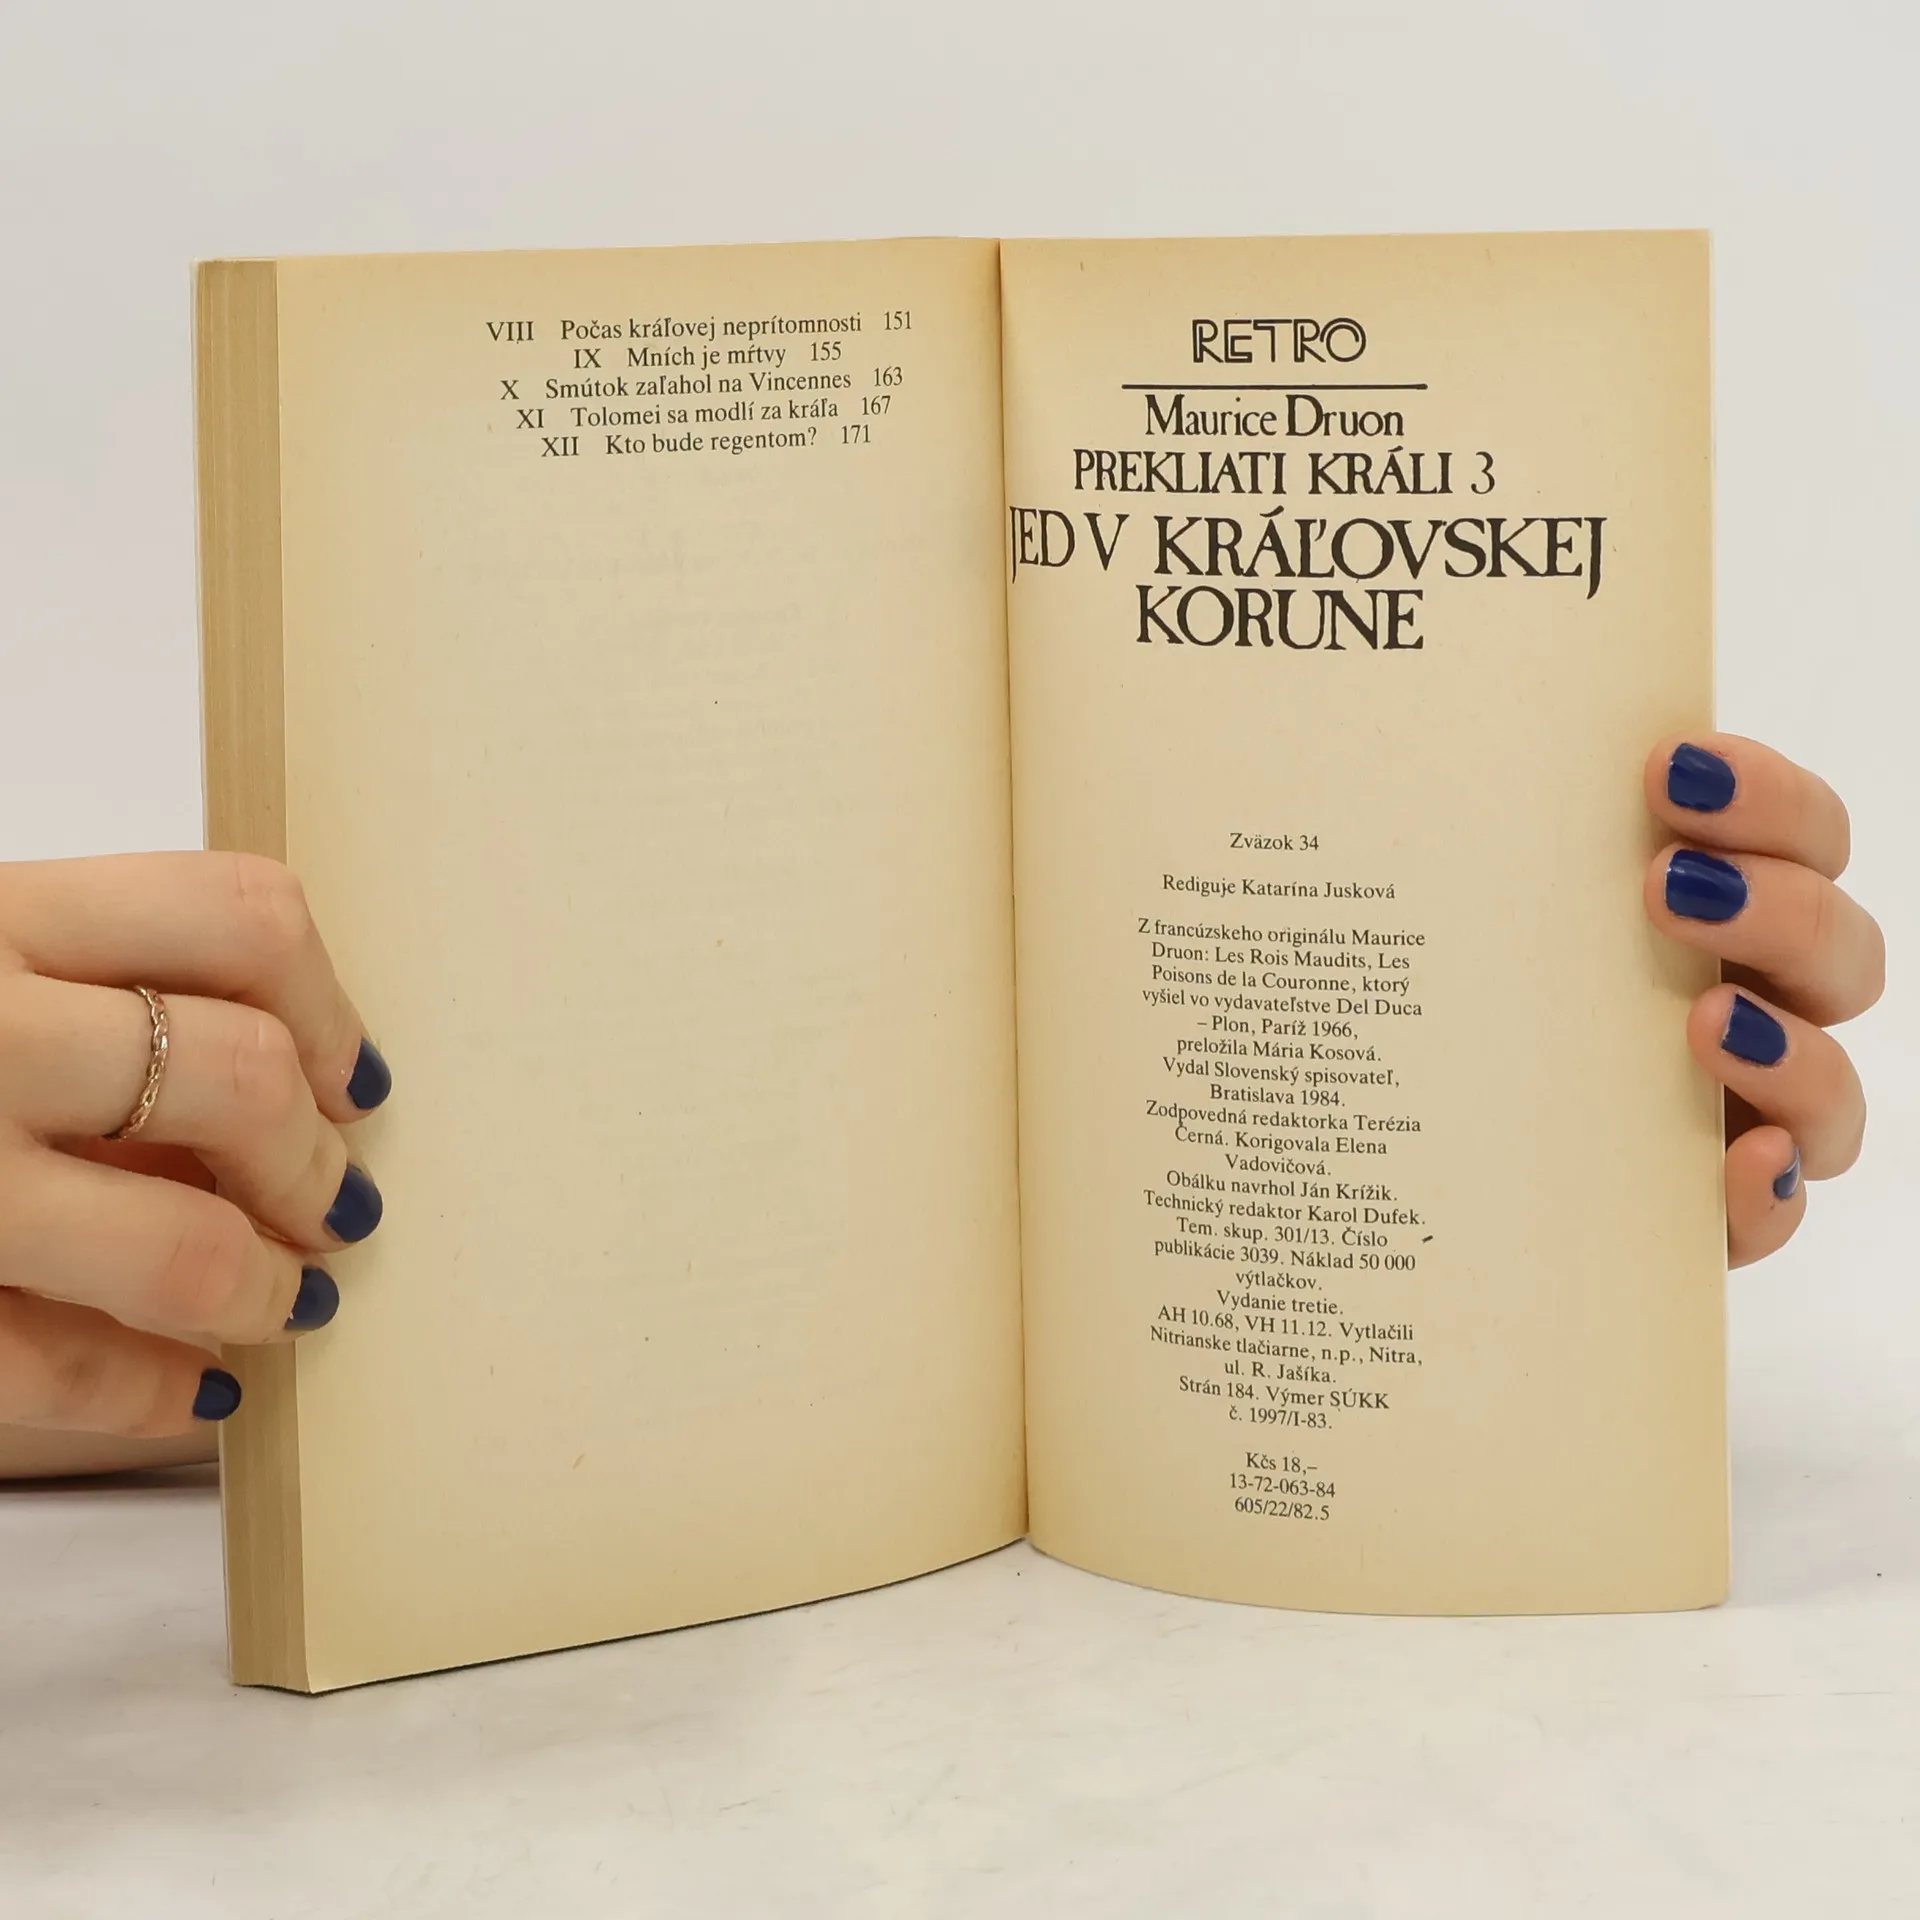 VIII Počas kráľovej neprítomnosti 151
IX Mních je mŕtvy 155
X Smútok zaľahol na Vincennes 163
XI Tolomei sa modlí za kráľa 167
XII Kto bude regentom? 171
RETRO
Maurice Druon
PREKLIATI KRÁLI 3
JED V KRÁĽOVSKEJ
KORUNE
Zväzok 34
Rediguje Katarína Jusková
Z francúzskeho originálu Maurice
Druon: Les Rois Maudits, Les
Poisons de la Couronne, ktorý
vyšiel vo vydavateľstve Del Duca
– Plon, Paríž 1966,
preložila Mária Kosová.
Vydal Slovenský spisovateľ,
Bratislava 1984.
Zodpovedná redaktorka Terézia
Černá. Korigovala Elena
Vadovičová.
Obálku navrhol Ján Krížik.
Technický redaktor Karol Dufek.
Tem. skup. 301/13. Číslo
publikácie 3039. Náklad 50 000
výtlačkov.
Vydanie tretie.
AH 10.68, VH 11.12. Vytlačili
Nitrianske tlačiarne, n.p., Nitra,
ul. R. Jašíka.
Strán 184. Výmer SÚKK
č. 1997/I-83.
Kčs 18,–
13-72-063-84
605/22/82.5